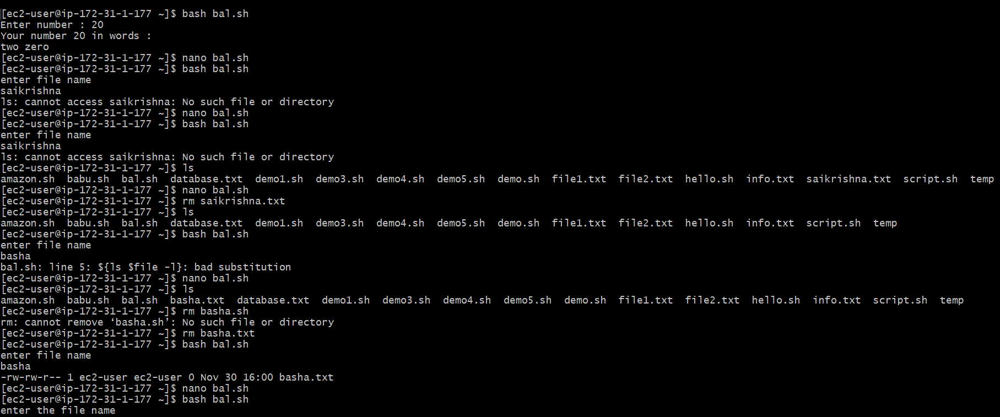 [ec2-user@ip-172-31-1-177 ~]$ bash bal.sh
Enter number : 20
Your number 20 in words :
two zero
[ec2-user@ip-172-31-1-177 ~]$ nano bal.sh
[ec2-user@ip-172-31-1-177 ~]$ bash bal.sh
enter file name
saikrishna
ls: cannot access saikrishna: No such file or directory
[ec2-user@ip-172-31-1-177 ~]$ nano bal.sh
[ec2-user@ip-172-31-1-177 ~]$ bash bal.sh
enter file name
saikrishna
ls: cannot access saikrishna: No such file or directory
[ec2-user@ip-172-31-1-177 ~]$ ls
amazon.sh  babu.sh  bal.sh  database.txt  demo1.sh  demo3.sh  demo4.sh  demo5.sh  demo.sh  file1.txt  file2.txt  hello.sh  info.txt  saikrishna.txt  script.sh  temp
[ec2-user@ip-172-31-1-177 ~]$ nano bal.sh
[ec2-user@ip-172-31-1-177 ~]$ rm saikrishna.txt
[ec2-user@ip-172-31-1-177 ~]$ ls
amazon.sh  babu.sh  bal.sh  database.txt  demo1.sh  demo3.sh  demo4.sh  demo5.sh  demo.sh  file1.txt  file2.txt  hello.sh  info.txt  script.sh  temp
[ec2-user@ip-172-31-1-177 ~]$ bash bal.sh
enter file name
basha
bal.sh: line 5: ${ls $file -l}: bad substitution
[ec2-user@ip-172-31-1-177 ~]$ nano bal.sh
[ec2-user@ip-172-31-1-177 ~]$ ls
amazon.sh  babu.sh  bal.sh  basha.txt  database.txt  demo1.sh  demo3.sh  demo4.sh  demo5.sh  demo.sh  file1.txt  file2.txt  hello.sh  info.txt  script.sh  temp
[ec2-user@ip-172-31-1-177 ~]$ rm basha.sh
rm: cannot remove ‘basha.sh’: No such file or directory
[ec2-user@ip-172-31-1-177 ~]$ rm basha.txt
[ec2-user@ip-172-31-1-177 ~]$ bash bal.sh
enter file name
basha
-rw-rw-r-- 1 ec2-user ec2-user 0 Nov 30 16:00 basha.txt
[ec2-user@ip-172-31-1-177 ~]$ nano bal.sh
[ec2-user@ip-172-31-1-177 ~]$ bash bal.sh
enter the file name